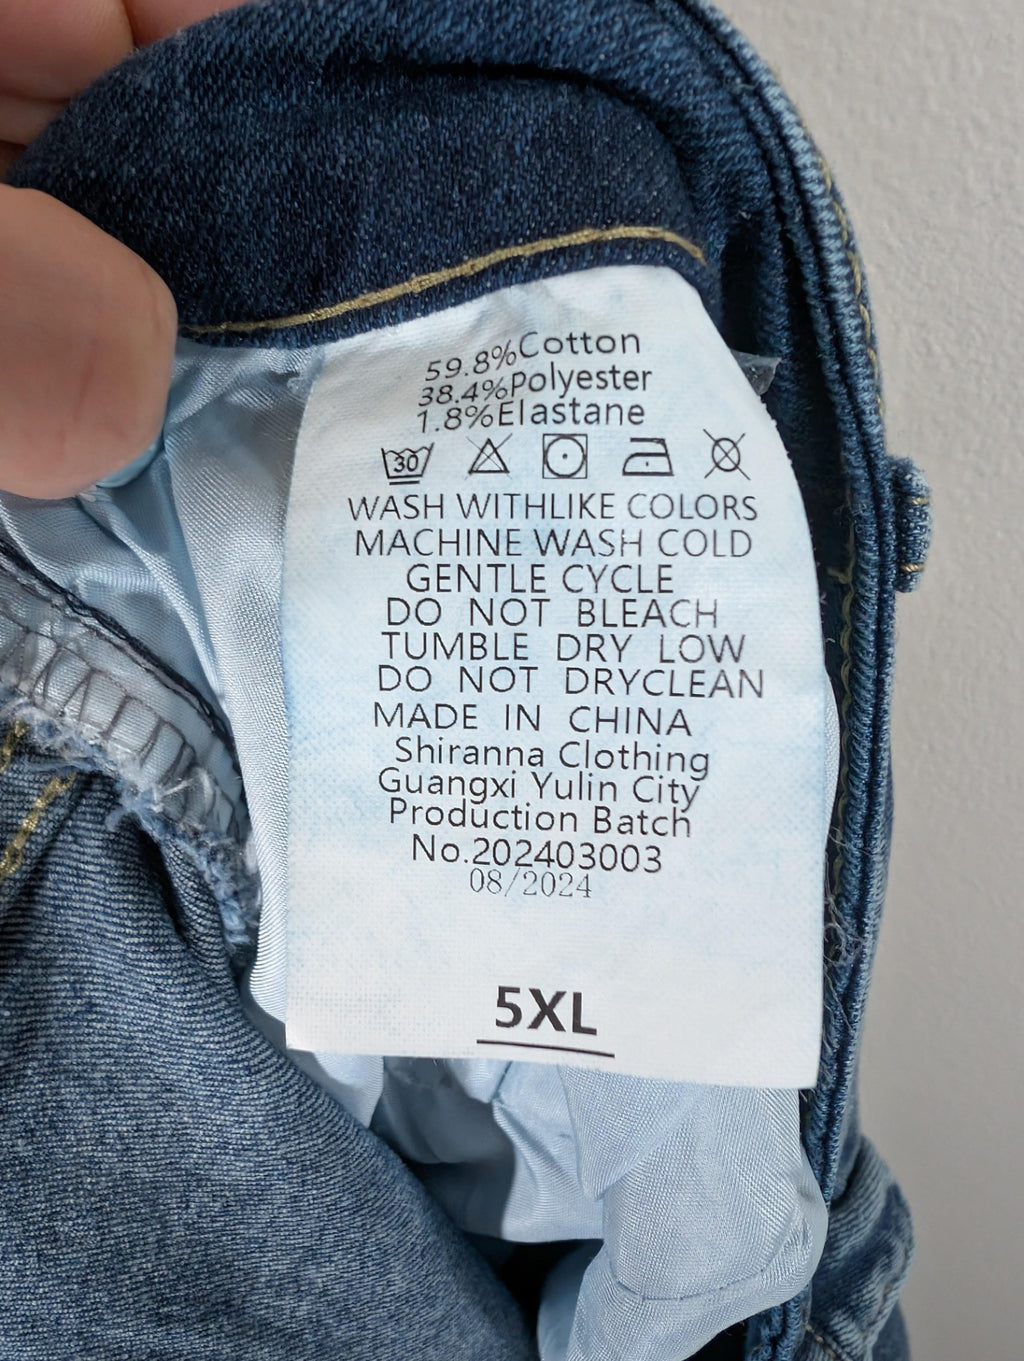 59.8%Cotton
38.4%Polyester
1.8%Elastane
30
WASH WITHLIKE COLORS
MACHINE WASH COLD
GENTLE CYCLE
DO NOT BLEACH
TUMBLE DRY LOW
DO NOT DRYCLEAN
MADE IN CHINA
Shiranna Clothing
Guangxi Yulin City
Production Batch
No.202403003
08/2024
5XL